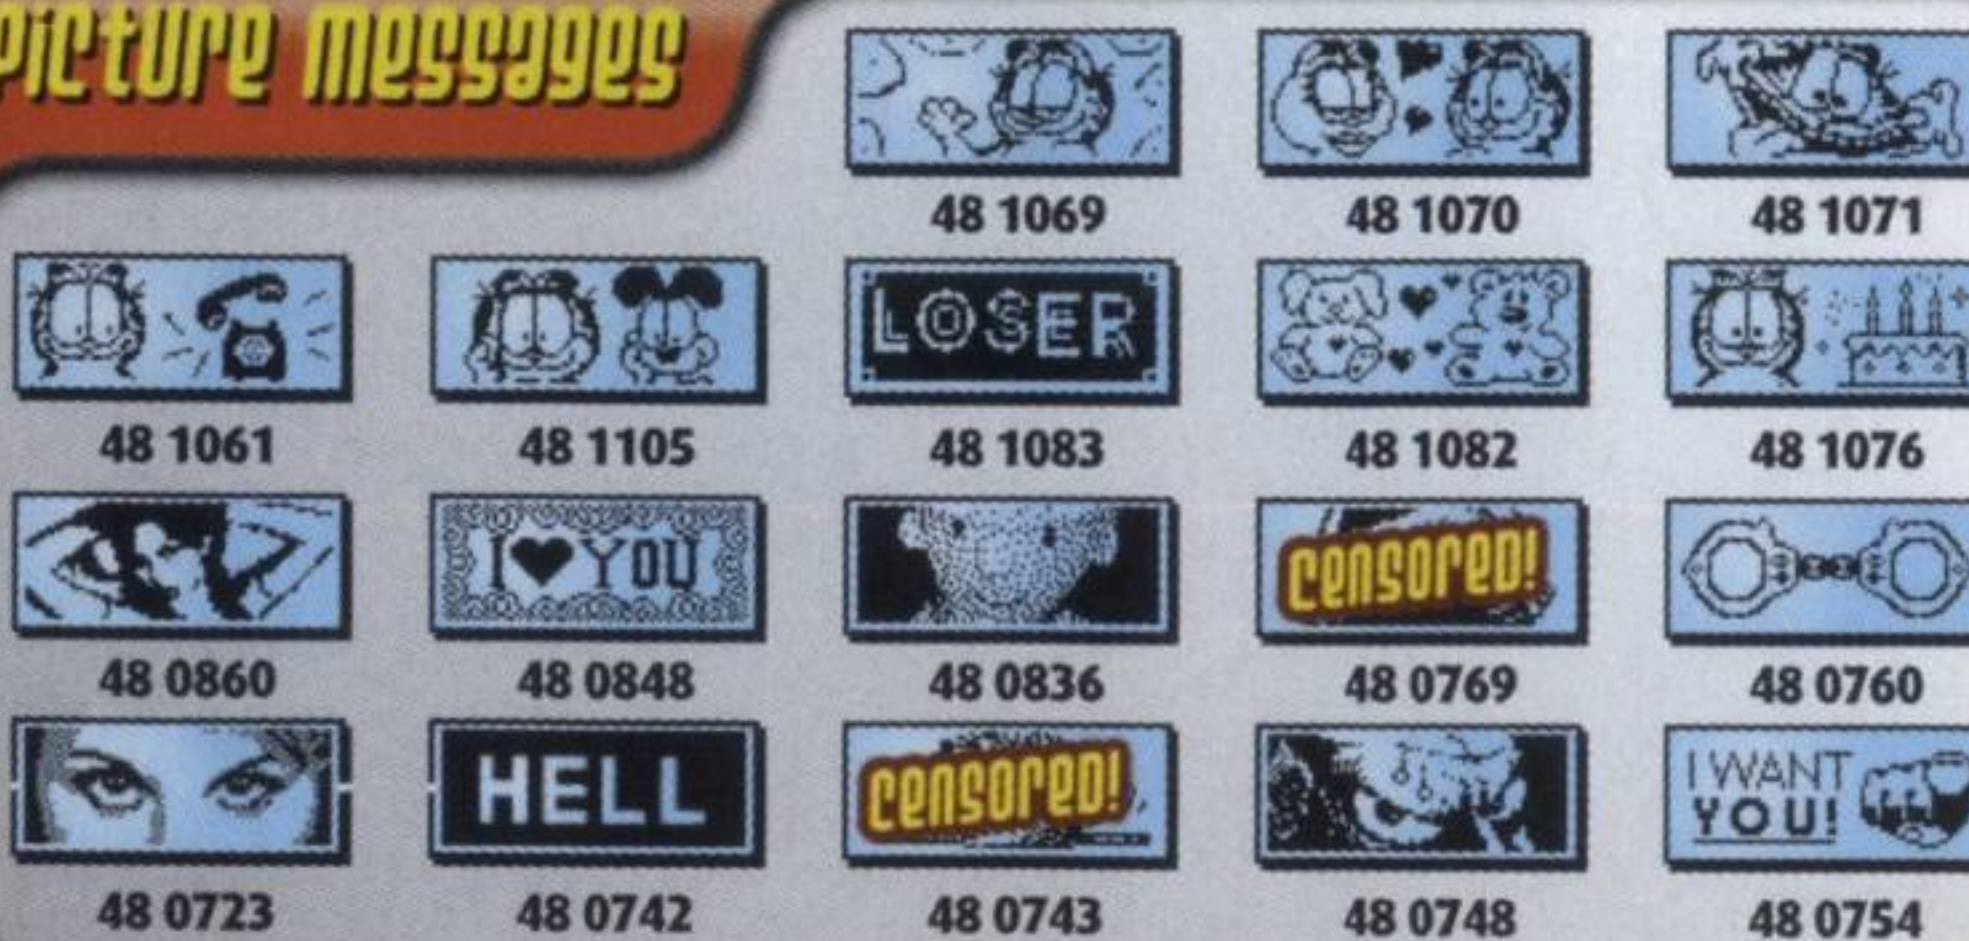 Picture messages
48 1069 48 1070 48 1071
LOSER
48 1061 48 1105 48 1083 48 1082 48 1076
I ♥ YOU censored!
48 0860 48 0848 48 0836 48 0769 48 0760
HELL censored! I WANT
YOU!
48 0723 48 0742 48 0743 48 0748 48 0754